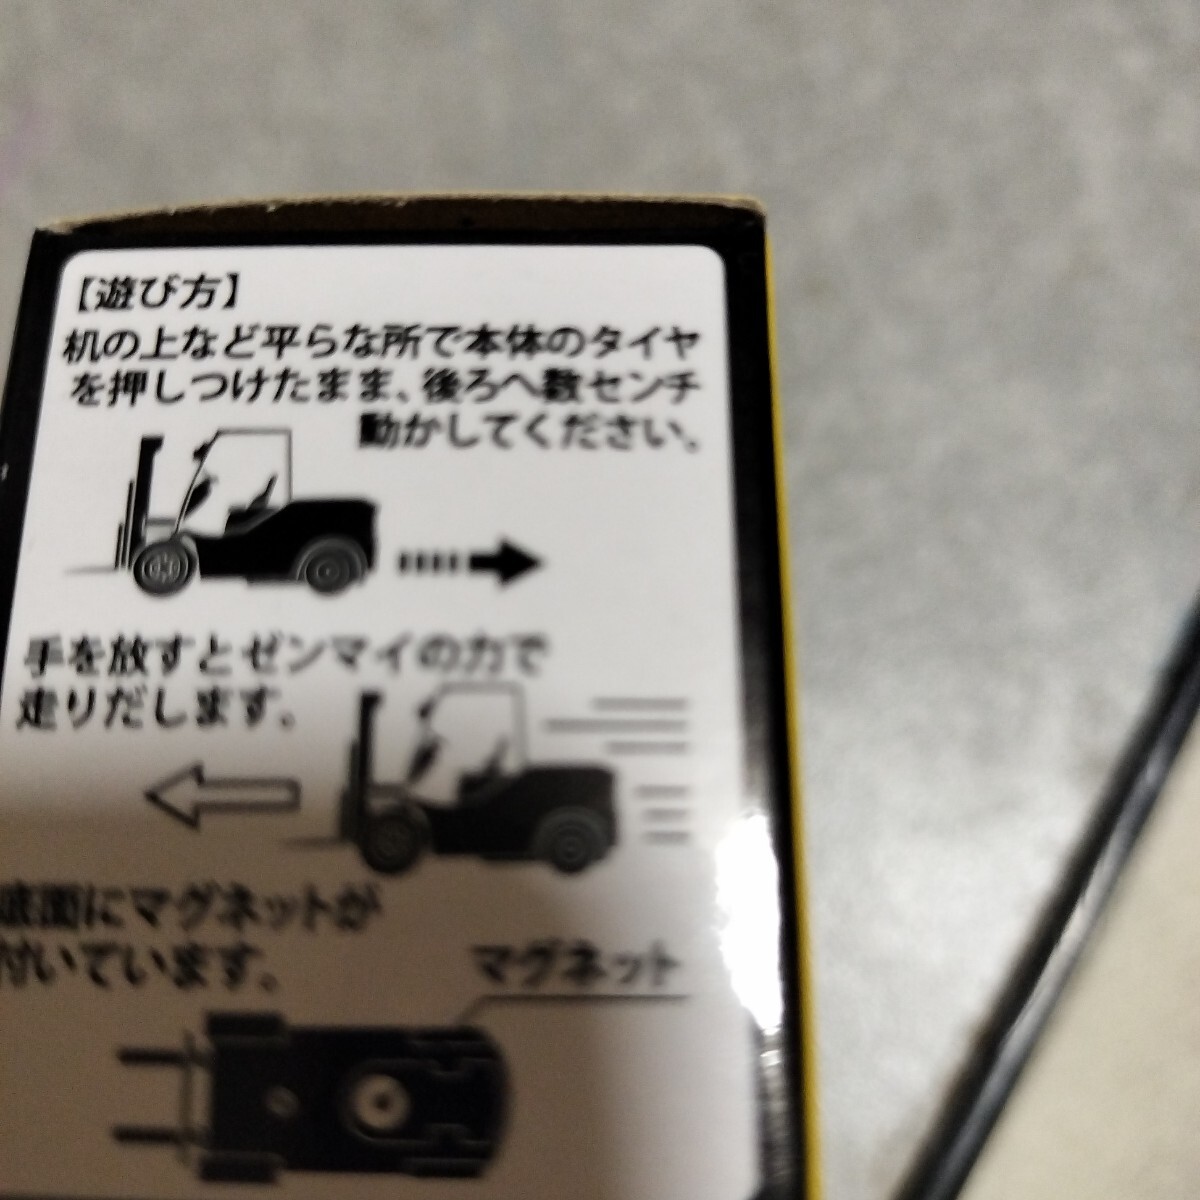 【遊び方】
机の上など平らな所で本体のタイヤ
を押しつけたまま、後ろへ数センチ
動かしてください。
手を放すとゼンマイの力で
走りだします。
底面にマグネットが
付いています。
マグネット